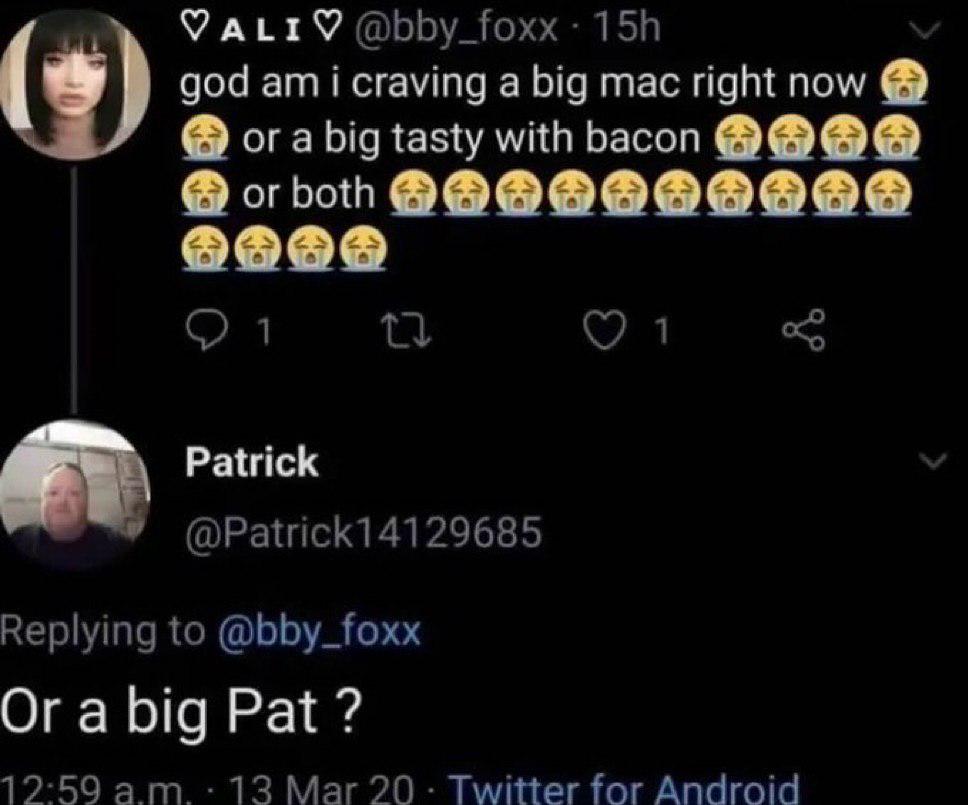 ♡ ᴀʟɪ ♡ @bby_foxx · 15h
god am i craving a big mac right now 😭
😭 or a big tasty with bacon 😭😭😭😭
😭 or both 😭😭😭😭😭😭😭😭😭😭
😭😭😭😭
1 1
Patrick
@Patrick14129685
Replying to @bby_foxx
Or a big Pat ?
12:59 a.m. · 13 Mar 20 · Twitter for Android